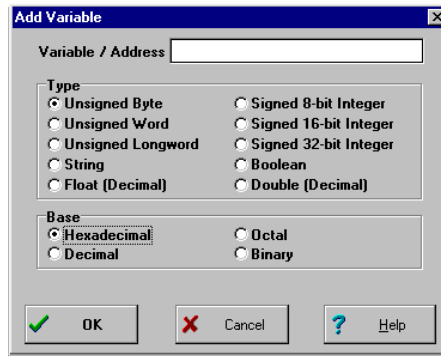 Add Variable
Variable / Address
Type
Unsigned Byte
Signed 8-bit Integer
Unsigned Word
Signed 16-bit Integer
Unsigned Longword
Signed 32-bit Integer
String
Boolean
Float (Decimal)
Double (Decimal)
Base
Hexadecimal
Octal
Decimal
Binary
OK
Cancel
Help